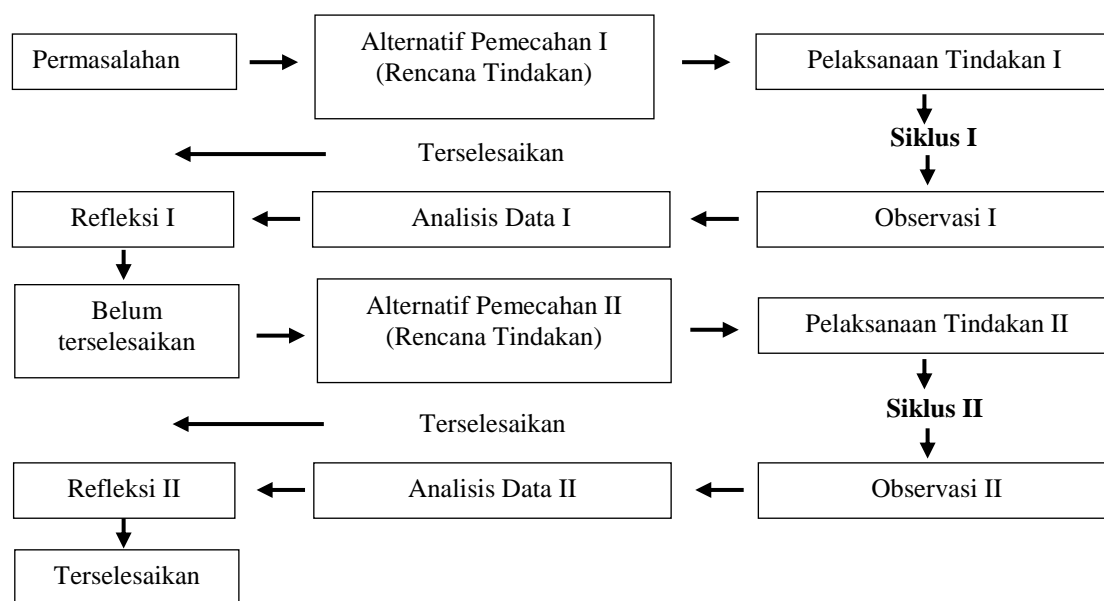 Permasalahan
Alternatif Pemecahan I
(Rencana Tindakan)
Pelaksanaan Tindakan I
Siklus I
Terselesaikan
Refleksi I
Analisis Data I
Observasi I
Belum
terselesaikan
Alternatif Pemecahan II
(Rencana Tindakan)
Pelaksanaan Tindakan II
Siklus II
Terselesaikan
Refleksi II
Analisis Data II
Observasi II
Terselesaikan